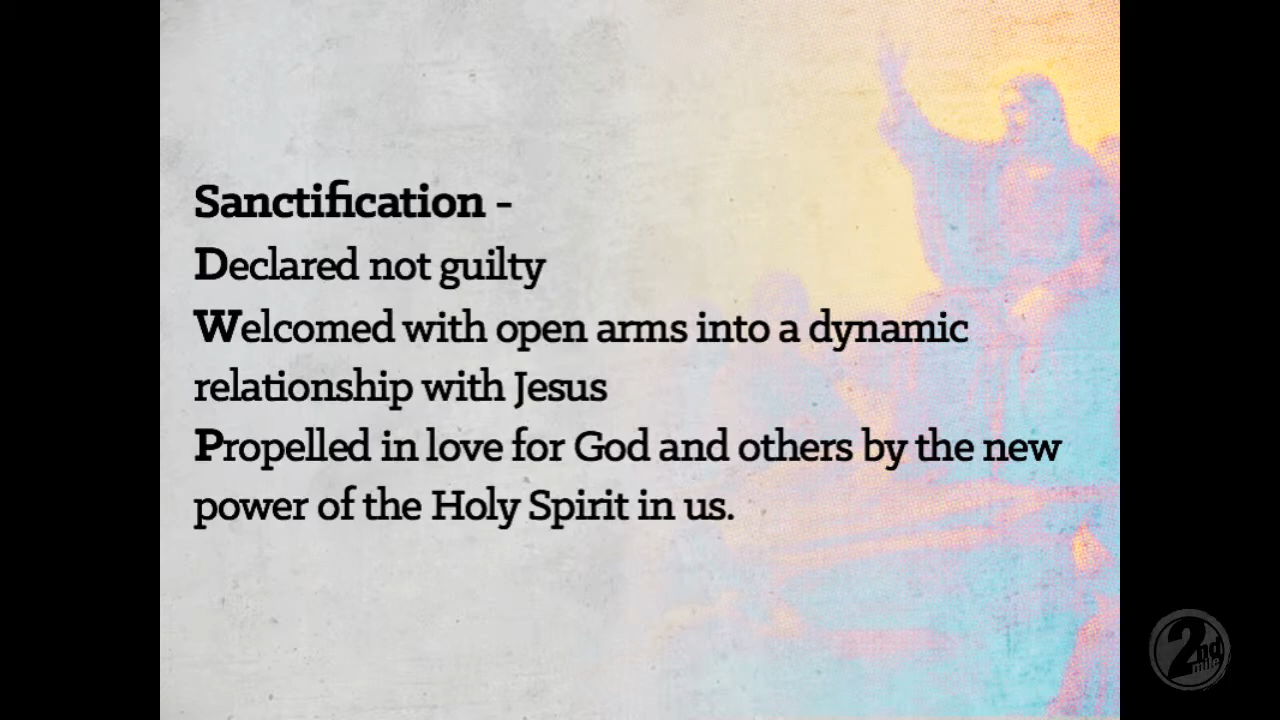 Sanctification -
Declared not guilty
Welcomed with open arms into a dynamic
relationship with Jesus
Propelled in love for God and others by the new
power of the Holy Spirit in us.
2nd
mile